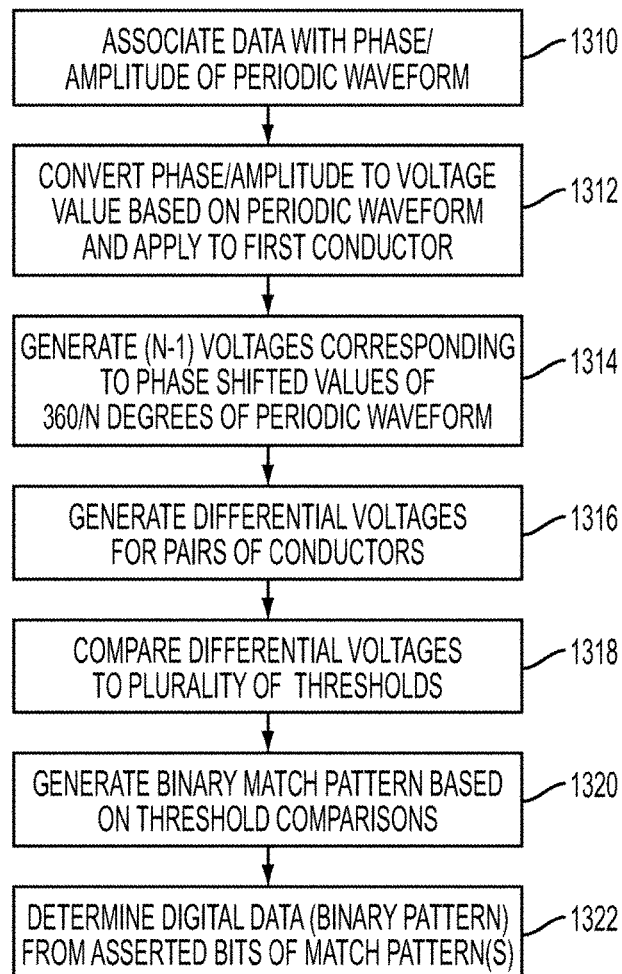 ASSOCIATE DATA WITH PHASE/
AMPLITUDE OF PERIODIC WAVEFORM
1310
CONVERT PHASE/AMPLITUDE TO VOLTAGE
VALUE BASED ON PERIODIC WAVEFORM
AND APPLY TO FIRST CONDUCTOR
1312
GENERATE (N-1) VOLTAGES CORRESPONDING
TO PHASE SHIFTED VALUES OF
360/N DEGREES OF PERIODIC WAVEFORM
1314
GENERATE DIFFERENTIAL VOLTAGES
FOR PAIRS OF CONDUCTORS
1316
COMPARE DIFFERENTIAL VOLTAGES
TO PLURALITY OF THRESHOLDS
1318
GENERATE BINARY MATCH PATTERN BASED
ON THRESHOLD COMPARISONS
1320
DETERMINE DIGITAL DATA (BINARY PATTERN)
FROM ASSERTED BITS OF MATCH PATTERN(S)
1322